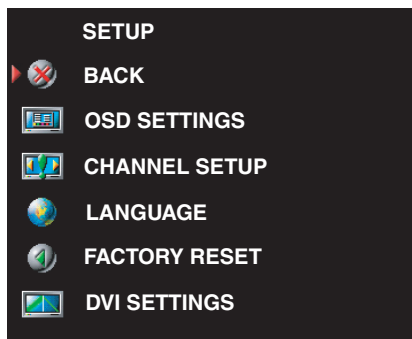 SETUP
BACK
OSD SETTINGS
CHANNEL SETUP
LANGUAGE
FACTORY RESET
DVI SETTINGS